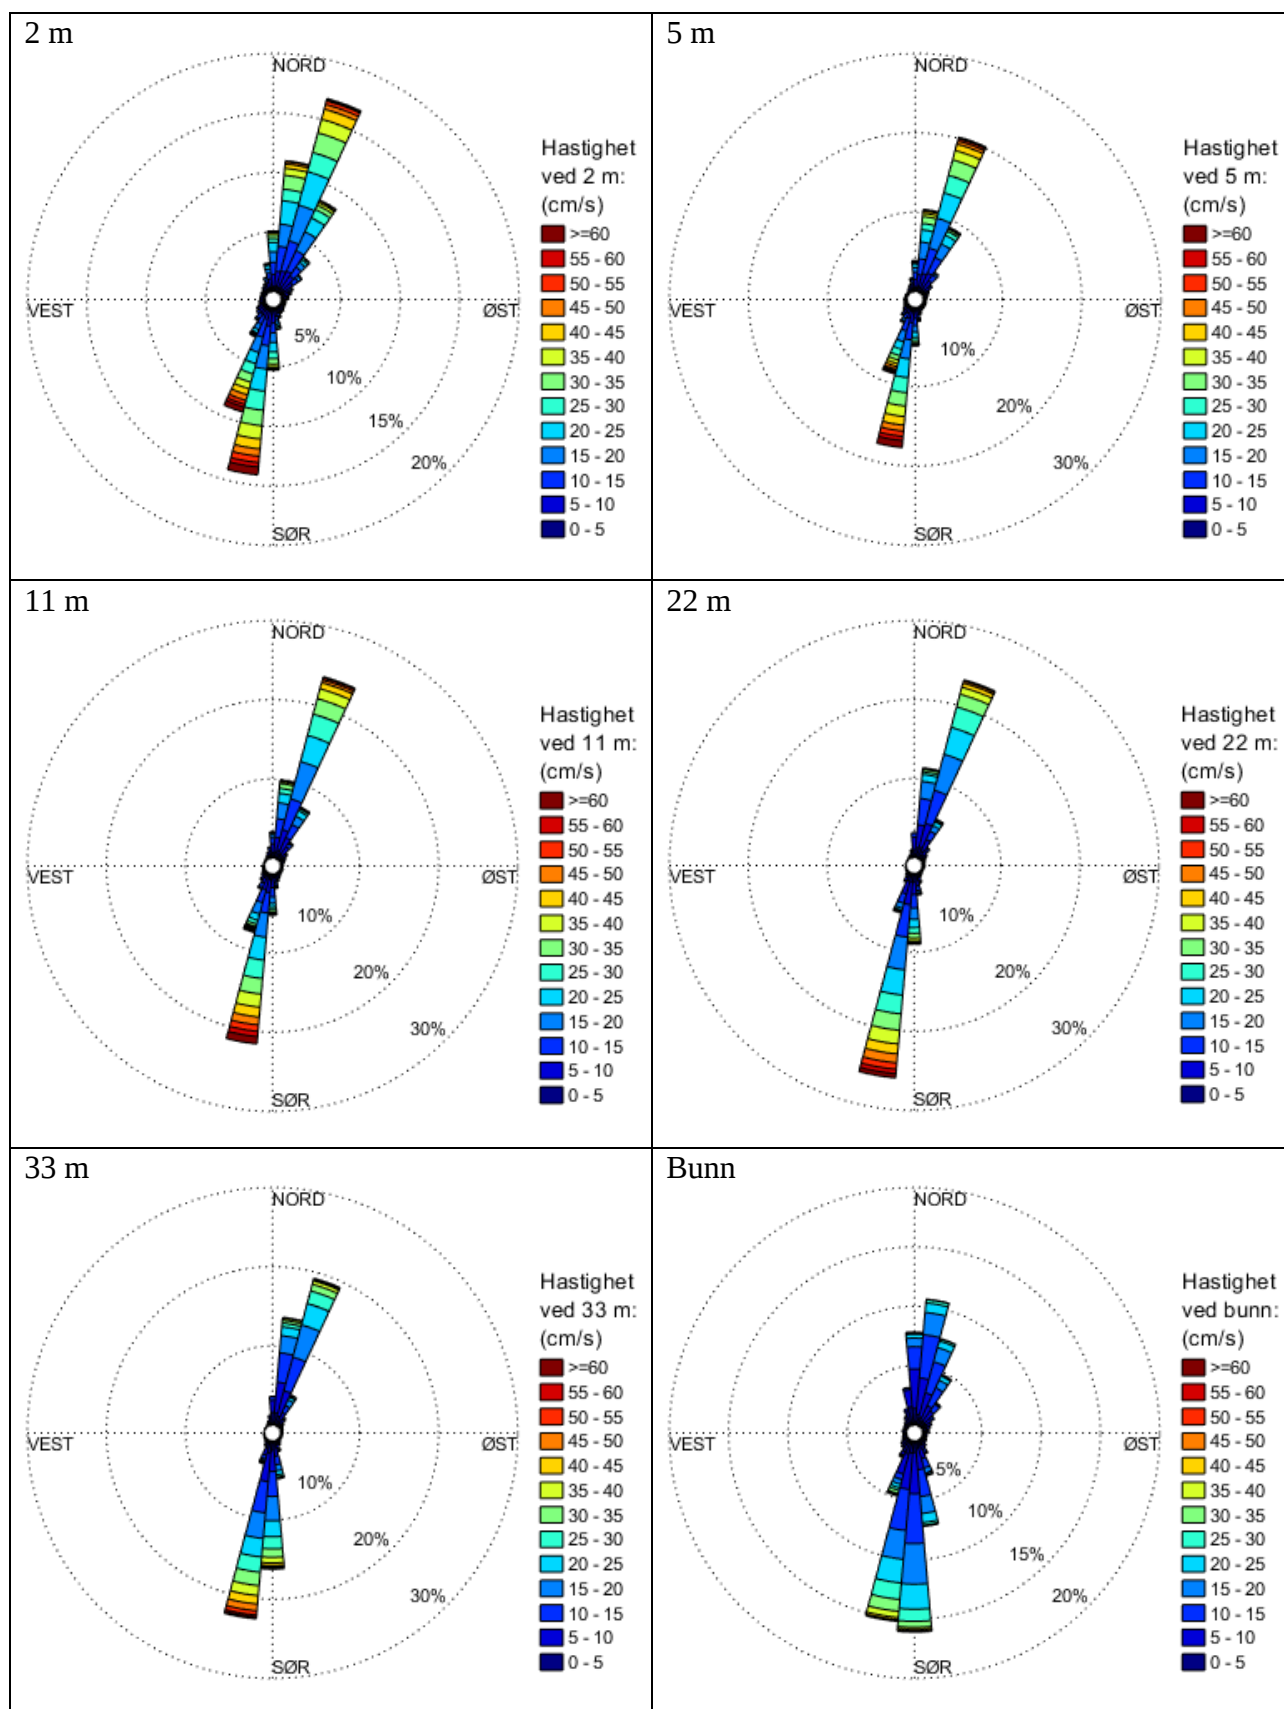 2 m
NORD
VEST
ØST
SØR
5%
10%
15%
20%
Hastighet
ved 2 m:
(cm/s)
>=60
55 - 60
50 - 55
45 - 50
40 - 45
35 - 40
30 - 35
25 - 30
20 - 25
15 - 20
10 - 15
5 - 10
0 - 5
5 m
NORD
VEST
ØST
SØR
10%
20%
30%
Hastighet
ved 5 m:
(cm/s)
>=60
55 - 60
50 - 55
45 - 50
40 - 45
35 - 40
30 - 35
25 - 30
20 - 25
15 - 20
10 - 15
5 - 10
0 - 5
11 m
NORD
VEST
ØST
SØR
10%
20%
30%
Hastighet
ved 11 m:
(cm/s)
>=60
55 - 60
50 - 55
45 - 50
40 - 45
35 - 40
30 - 35
25 - 30
20 - 25
15 - 20
10 - 15
5 - 10
0 - 5
22 m
NORD
VEST
ØST
SØR
10%
20%
30%
Hastighet
ved 22 m:
(cm/s)
>=60
55 - 60
50 - 55
45 - 50
40 - 45
35 - 40
30 - 35
25 - 30
20 - 25
15 - 20
10 - 15
5 - 10
0 - 5
33 m
NORD
VEST
ØST
SØR
10%
20%
30%
Hastighet
ved 33 m:
(cm/s)
>=60
55 - 60
50 - 55
45 - 50
40 - 45
35 - 40
30 - 35
25 - 30
20 - 25
15 - 20
10 - 15
5 - 10
0 - 5
Bunn
NORD
VEST
ØST
SØR
5%
10%
15%
20%
Hastighet
ved bunn:
(cm/s)
>=60
55 - 60
50 - 55
45 - 50
40 - 45
35 - 40
30 - 35
25 - 30
20 - 25
15 - 20
10 - 15
5 - 10
0 - 5